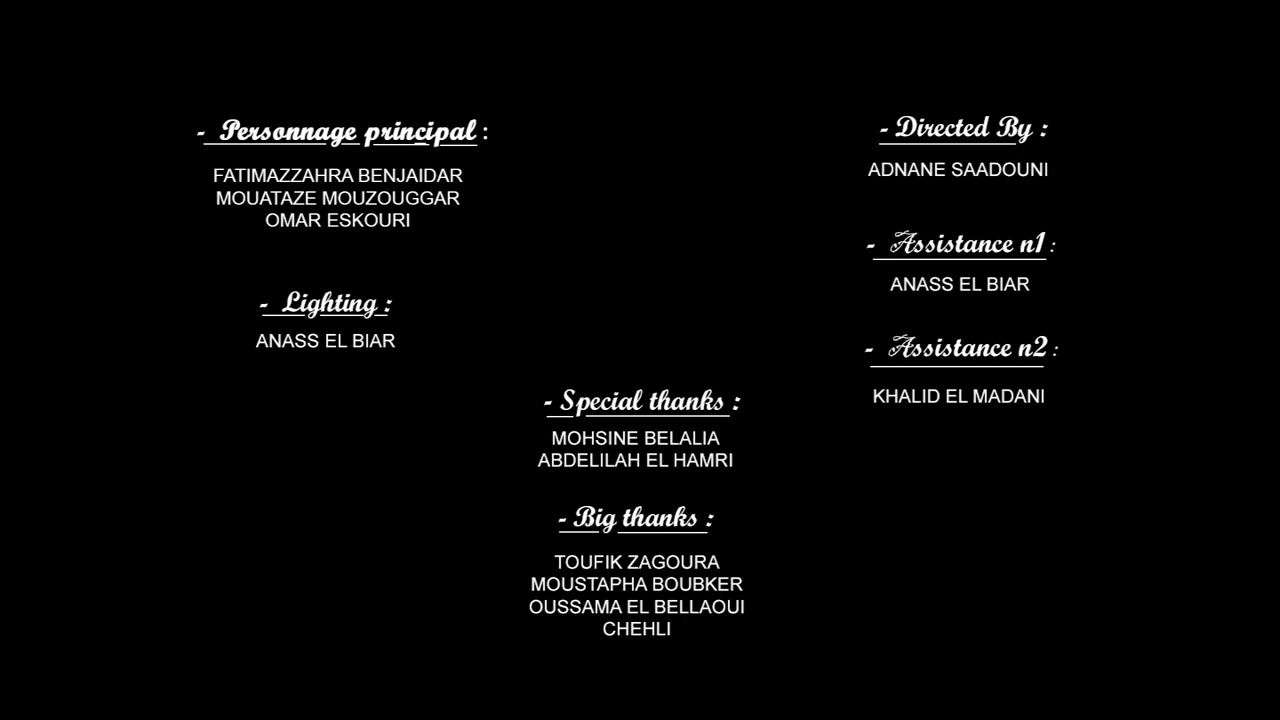 - Personnage principal :
FATIMAZZAHRA BENJAIDAR
MOUATAZE MOUZOUGGAR
OMAR ESKOURI
- Lighting :
ANASS EL BIAR
- Directed By :
ADNANE SAADOUNI
- Assistance n1 :
ANASS EL BIAR
- Assistance n2 :
KHALID EL MADANI
- Special thanks :
MOHSINE BELALIA
ABDELILAH EL HAMRI
- Big thanks :
TOUFIK ZAGOURA
MOUSTAPHA BOUBKER
OUSSAMA EL BELLAOUI
CHEHLI